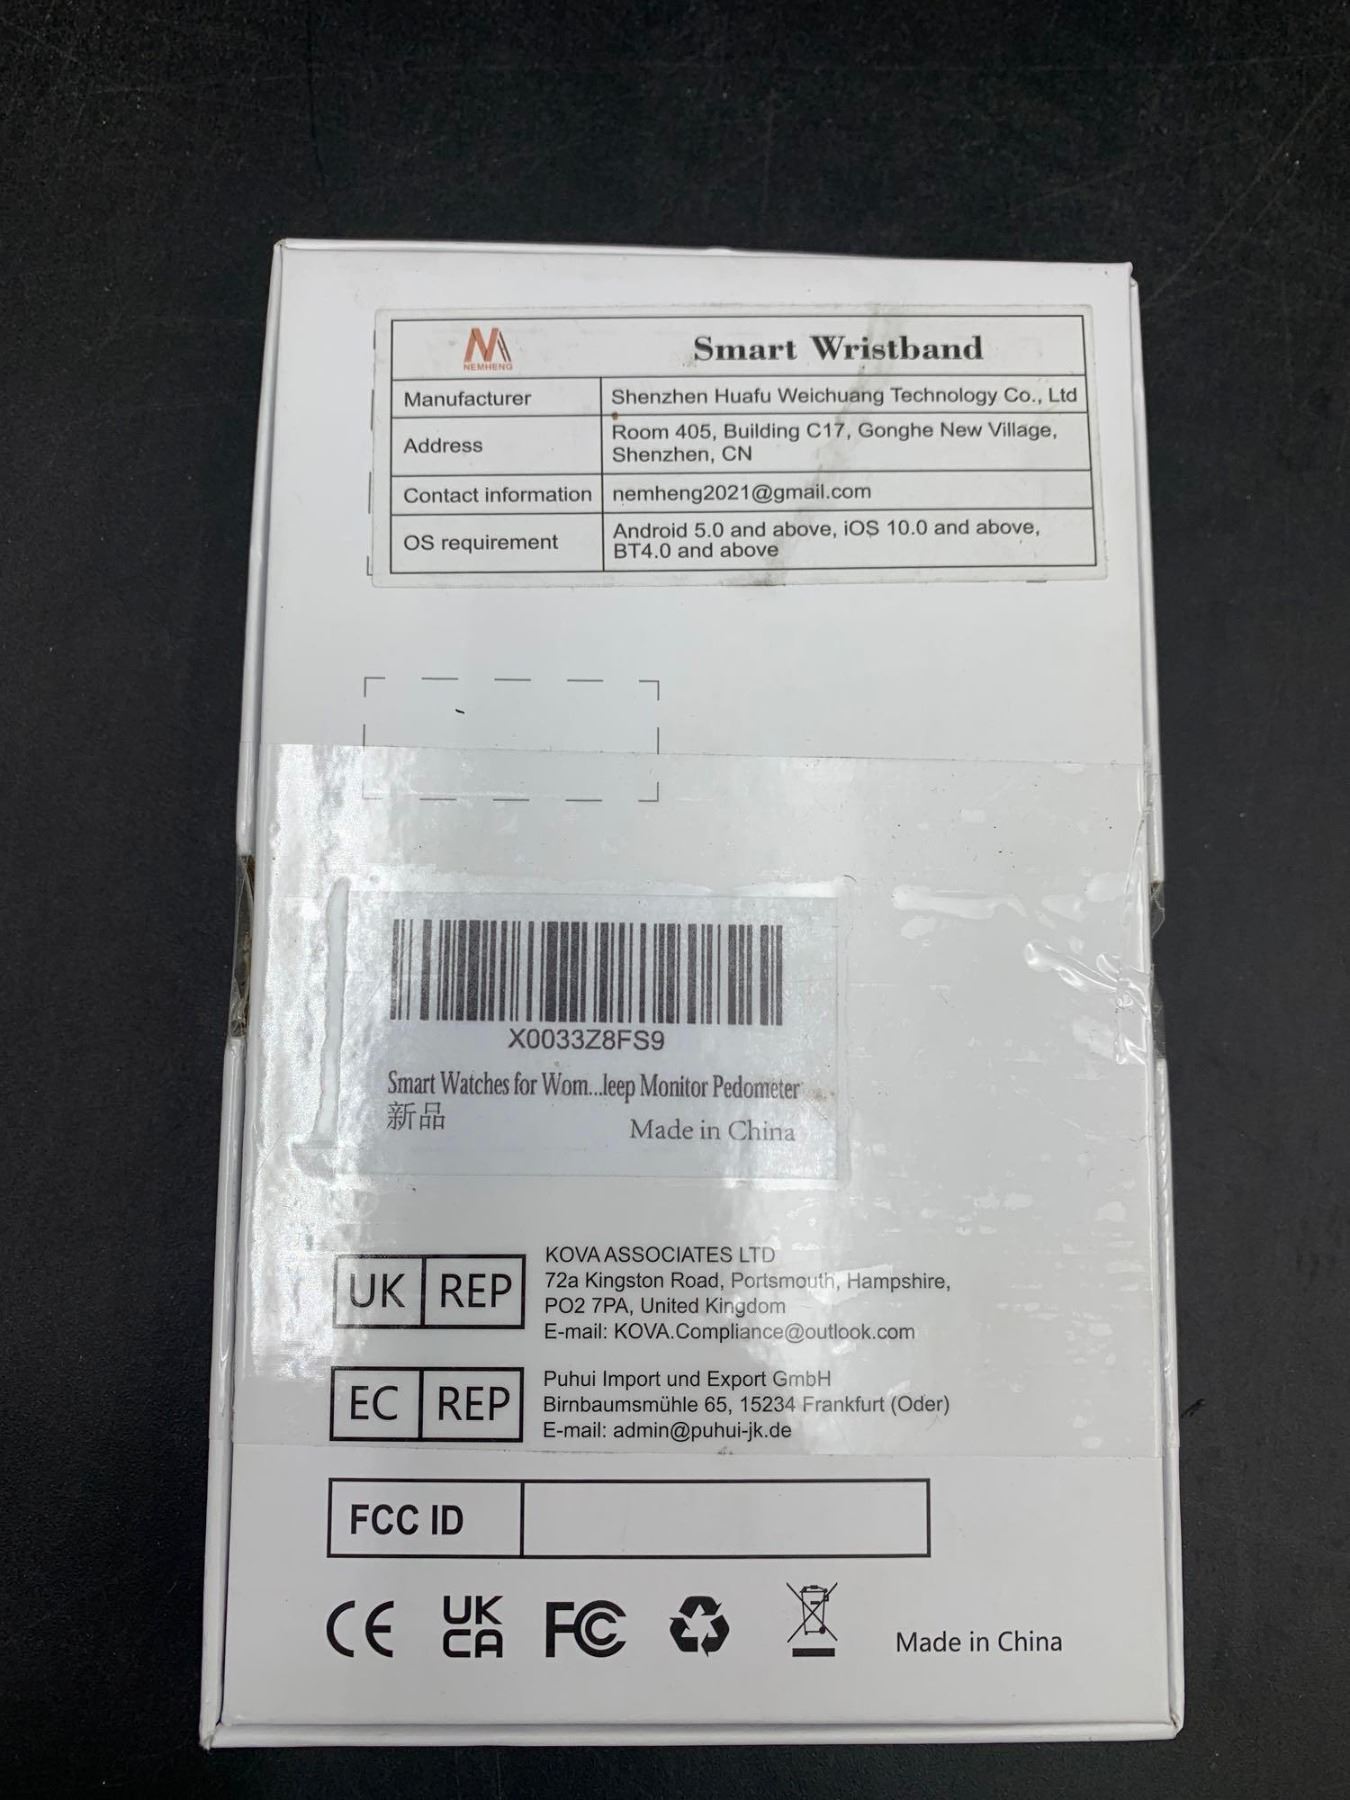 NEMHENG
Smart Wristband
Manufacturer Shenzhen Huafu Weichuang Technology Co., Ltd
Address Room 405, Building C17, Gonghe New Village,
Shenzhen, CN
Contact information nemheng2021@gmail.com
OS requirement Android 5.0 and above, iOS 10.0 and above,
BT4.0 and above
X0033Z8FS9
Smart Watches for Wom...leep Monitor Pedometer
新品 Made in China
UK REP KOVA ASSOCIATES LTD
72a Kingston Road, Portsmouth, Hampshire,
PO2 7PA, United Kingdom
E-mail: KOVA.Compliance@outlook.com
EC REP Puhui Import und Export GmbH
Birnbaumsmühle 65, 15234 Frankfurt (Oder)
E-mail: admin@puhui-jk.de
FCC ID
CE UK CA FC Made in China